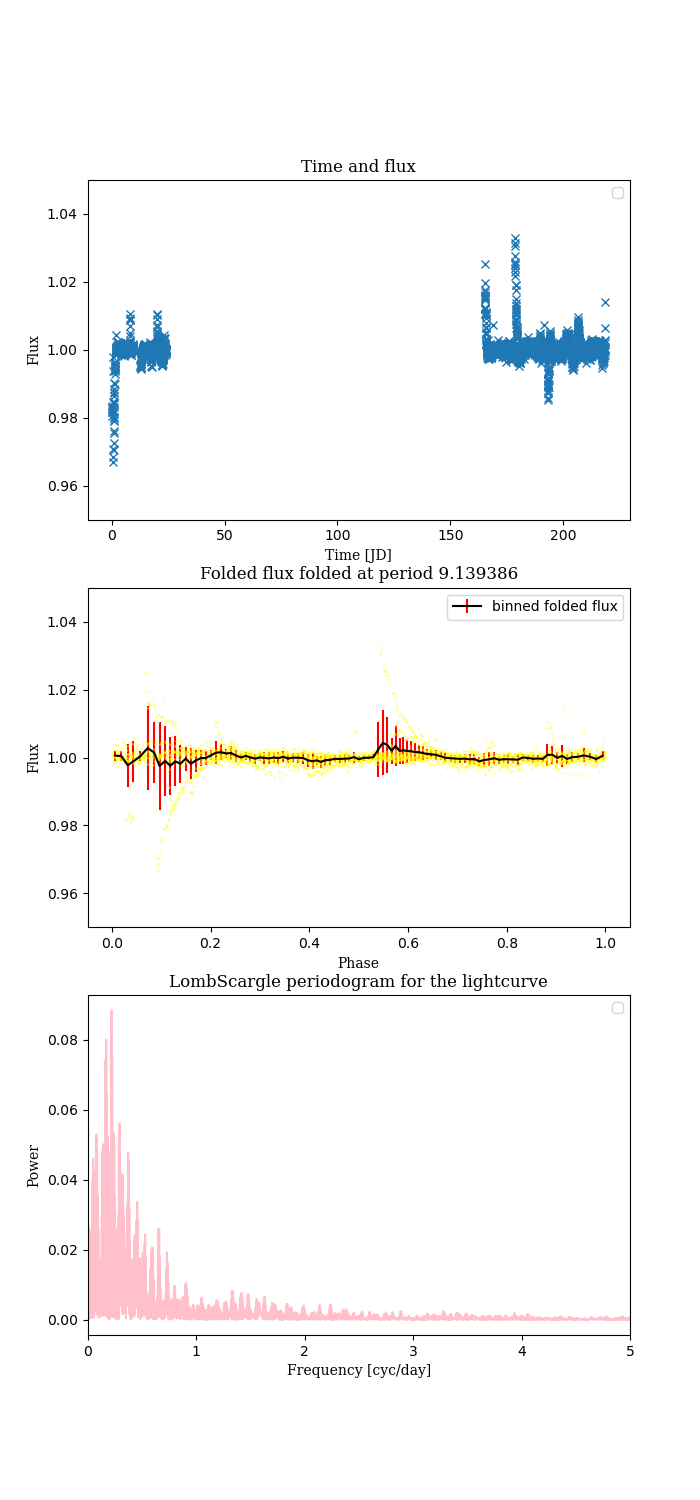 Time and flux
1.04
1.02
1.00
0.98
0.96
Flux
0 50 100 150 200
Time [JD]
Folded flux folded at period 9.139386
binned folded flux
1.04
1.02
1.00
0.98
0.96
Flux
0.0 0.2 0.4 0.6 0.8 1.0
Phase
LombScargle periodogram for the lightcurve
0.08
0.06
0.04
0.02
0.00
Power
0 1 2 3 4 5
Frequency [cyc/day]